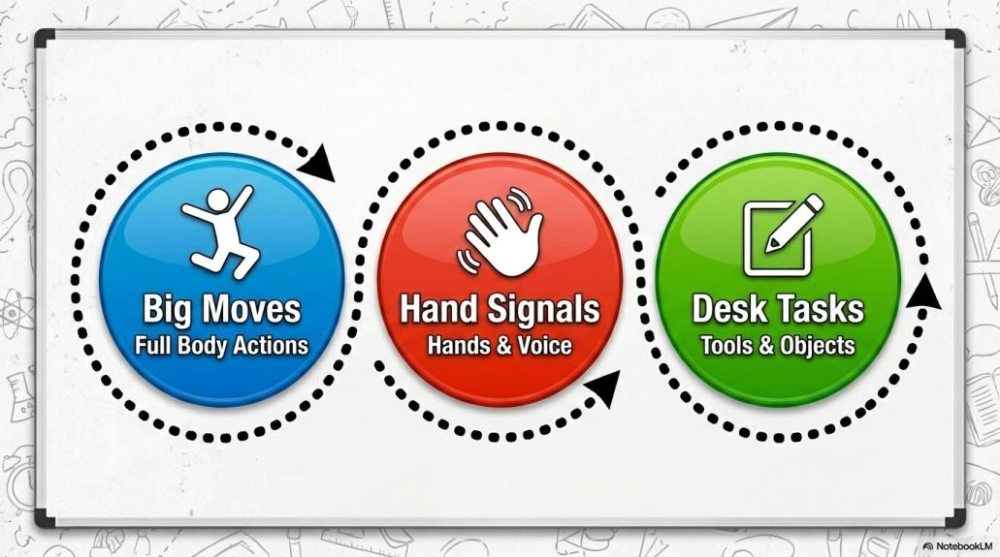 Big Moves
Full Body Actions
Hand Signals
Hands & Voice
Desk Tasks
Tools & Objects
NotebookLM